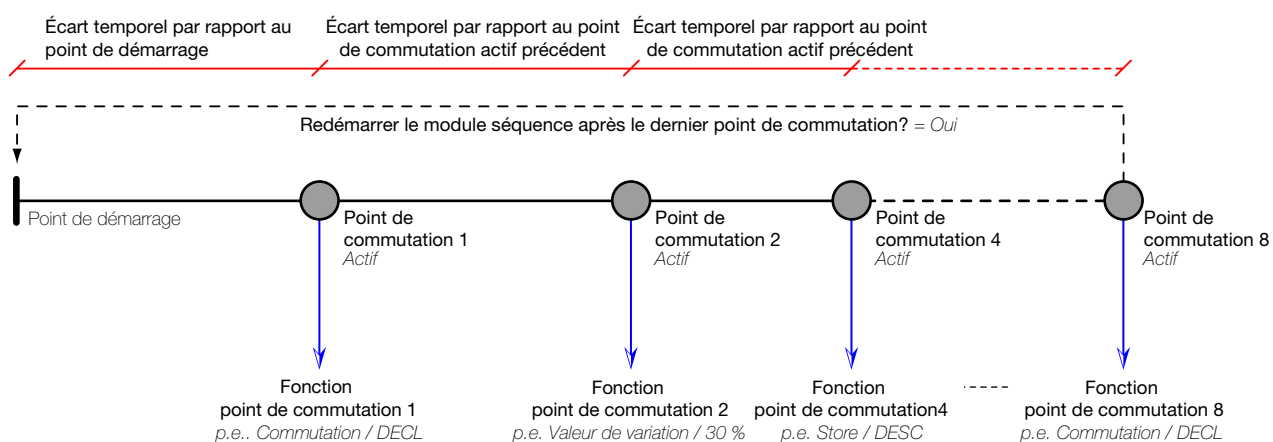 Écart temporel par rapport au
point de démarrage
Écart temporel par rapport au point
de commutation actif précédent
Écart temporel par rapport au point
de commutation actif précédent
Redémarrer le module séquence après le dernier point de commutation? = Oui
Point de démarrage
Point de
commutation 1
Actif
Point de
commutation 2
Actif
Point de
commutation 4
Actif
Point de
commutation 8
Actif
Fonction
point de commutation 1
p.e.. Commutation / DECL
Fonction
point de commutation 2
p.e. Valeur de variation / 30 %
Fonction
point de commutation4
p.e. Store / DESC
Fonction
point de commutation 8
p.e. Commutation / DECL